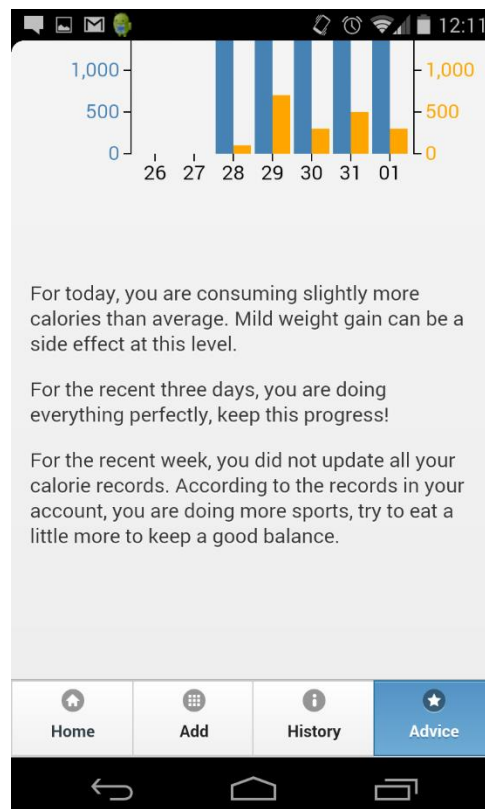 12:11
1,000 1,000
500 500
0 0
26 27 28 29 30 31 01
For today, you are consuming slightly more
calories than average. Mild weight gain can be a
side effect at this level.
For the recent three days, you are doing
everything perfectly, keep this progress!
For the recent week, you did not update all your
calorie records. According to the records in your
account, you are doing more sports, try to eat a
little more to keep a good balance.
Home Add History Advice